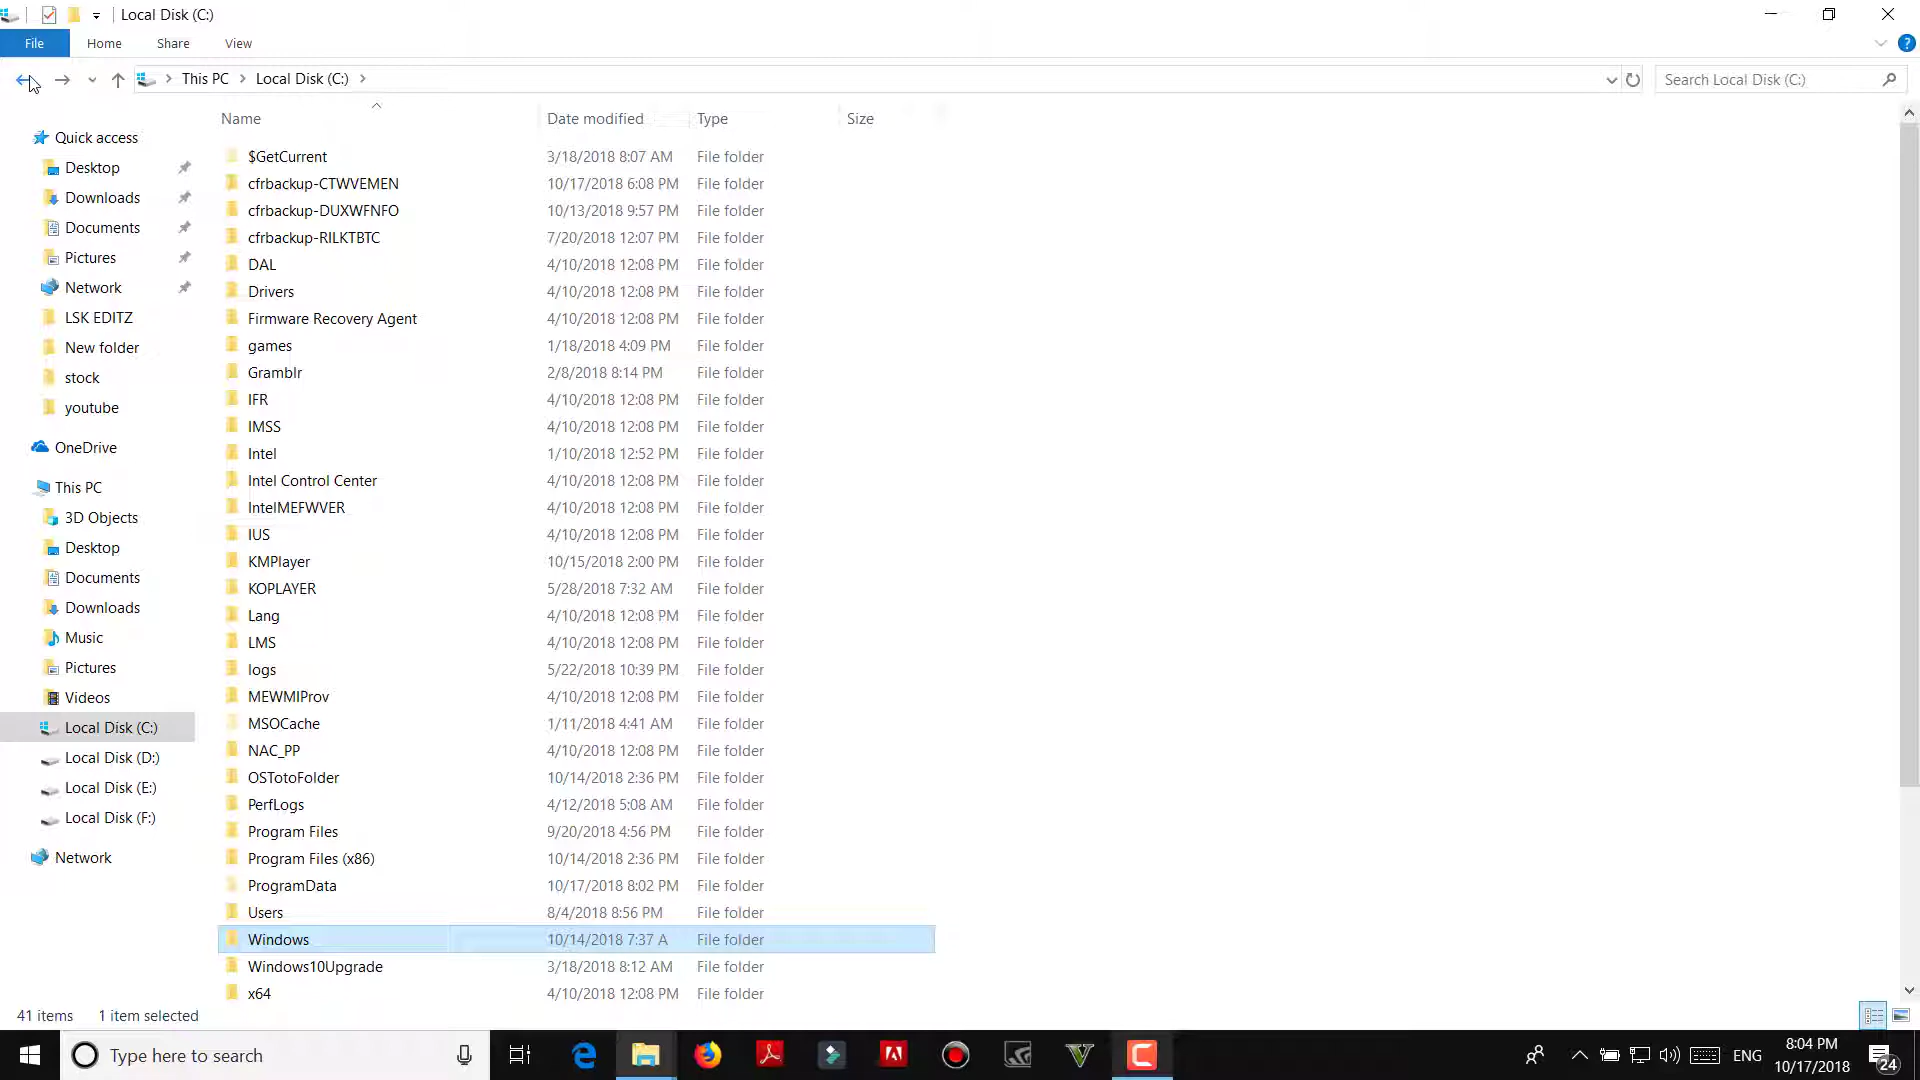 Local Disk (C:)
File Home Share View
This PC Local Disk (C:) Search Local Disk (C:)
Name Date modified Type Size
Quick access
Desktop
Downloads
Documents
Pictures
Network
LSK EDITZ
New folder
stock
youtube
OneDrive
This PC
3D Objects
Desktop
Documents
Downloads
Music
Pictures
Videos
Local Disk (C:)
Local Disk (D:)
Local Disk (E:)
Local Disk (F:)
Network
$GetCurrent 3/18/2018 8:07 AM File folder
cfrbackup-CTWVEMEN 10/17/2018 6:08 PM File folder
cfrbackup-DUXWFNFO 10/13/2018 9:57 PM File folder
cfrbackup-RILKTBTC 7/20/2018 12:07 PM File folder
DAL 4/10/2018 12:08 PM File folder
Drivers 4/10/2018 12:08 PM File folder
Firmware Recovery Agent 4/10/2018 12:08 PM File folder
games 1/18/2018 4:09 PM File folder
Gramblr 2/8/2018 8:14 PM File folder
IFR 4/10/2018 12:08 PM File folder
IMSS 4/10/2018 12:08 PM File folder
Intel 1/10/2018 12:52 PM File folder
Intel Control Center 4/10/2018 12:08 PM File folder
IntelMEFWVER 4/10/2018 12:08 PM File folder
IUS 4/10/2018 12:08 PM File folder
KMPlayer 10/15/2018 2:00 PM File folder
KOPLAYER 5/28/2018 7:32 AM File folder
Lang 4/10/2018 12:08 PM File folder
LMS 4/10/2018 12:08 PM File folder
logs 5/22/2018 10:39 PM File folder
MEWMIProv 4/10/2018 12:08 PM File folder
MSOCache 1/11/2018 4:41 AM File folder
NAC_PP 4/10/2018 12:08 PM File folder
OSTotoFolder 10/14/2018 2:36 PM File folder
PerfLogs 4/12/2018 5:08 AM File folder
Program Files 9/20/2018 4:56 PM File folder
Program Files (x86) 10/14/2018 2:36 PM File folder
ProgramData 10/17/2018 8:02 PM File folder
Users 8/4/2018 8:56 PM File folder
Windows 10/14/2018 7:37 A File folder
Windows10Upgrade 3/18/2018 8:12 AM File folder
x64 4/10/2018 12:08 PM File folder
41 items 1 item selected
Type here to search
ENG
8:04 PM
10/17/2018
24